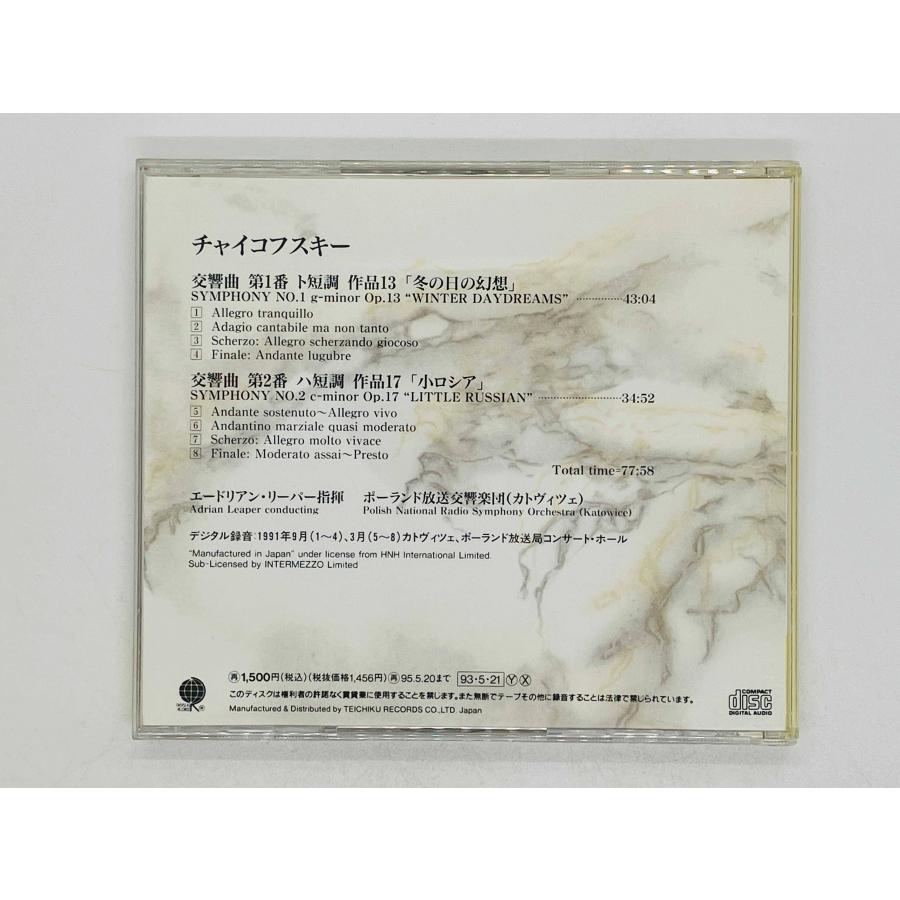 チャイコフスキー
交響曲 第1番 ト短調 作品13「冬の日の幻想」
SYMPHONY NO.1 g-minor Op.13 “WINTER DAYDREAMS” ……………43:04
1 Allegro tranquillo
2 Adagio cantabile ma non tanto
3 Scherzo: Allegro scherzando giocoso
4 Finale: Andante lugubre
交響曲 第2番 ハ短調 作品17「小ロシア」
SYMPHONY NO.2 c-minor Op.17 “LITTLE RUSSIAN” ……………34:52
5 Andante sostenuto～Allegro vivo
6 Andantino marziale quasi moderato
7 Scherzo: Allegro molto vivace
8 Finale: Moderato assai～Presto
Total time=77:58
エードリアン・リーパー指揮 ポーランド放送交響楽団(カトヴィツェ)
Adrian Leaper conducting Polish National Radio Symphony Orchestra (Katowice)
デジタル録音:1991年9月(1～4)、3月(5～8)カトヴィツェ、ポーランド放送局コンサート・ホール
“Manufactured in Japan” under license from HNH International Limited.
Sub-Licensed by INTERMEZZO Limited
再1,500円(税込)(税抜価格1,456円)再95.5.20まで 93・5・21 Y X
このディスクは権利者の許諾なく賃貸業に使用することを禁じます。また無断でテープその他に録音することは法律で禁じられています。
Manufactured & Distributed by TEICHIKU RECORDS CO.,LTD. Japan
COMPACT
disc
DIGITAL AUDIO